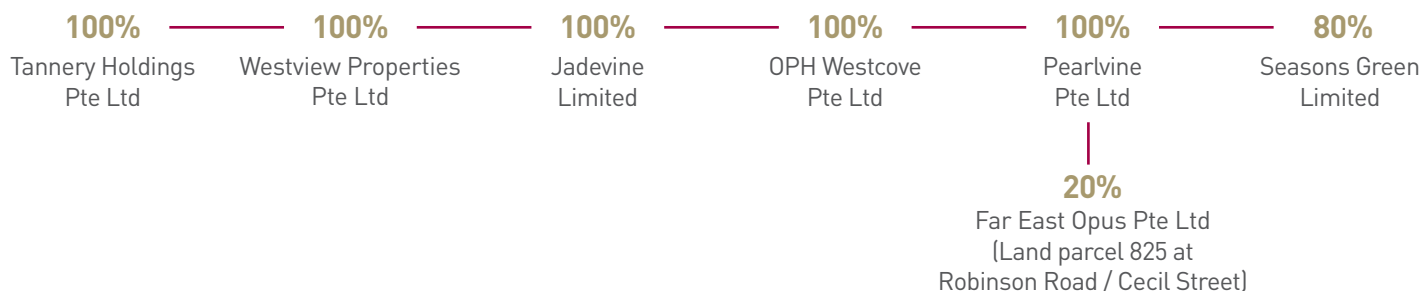 100%
Tannery Holdings
Pte Ltd
100%
Westview Properties
Pte Ltd
100%
Jadevine
Limited
100%
OPH Westcove
Pte Ltd
100%
Pearlvine
Pte Ltd
80%
Seasons Green
Limited
20%
Far East Opus Pte Ltd
(Land parcel 825 at
Robinson Road / Cecil Street)